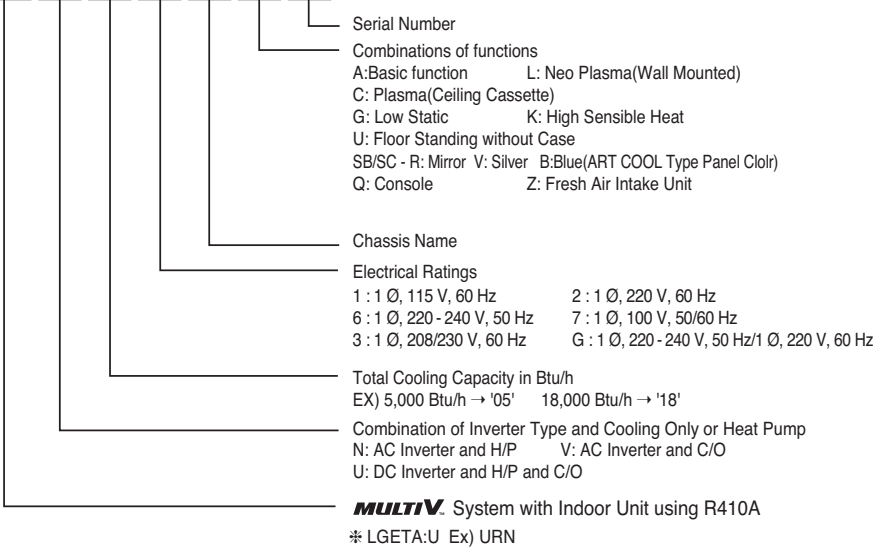 Serial Number
Combinations of functions
A:Basic function L: Neo Plasma(Wall Mounted)
C: Plasma(Ceiling Cassette)
G: Low Static K: High Sensible Heat
U: Floor Standing without Case
SB/SC - R: Mirror V: Silver B:Blue(ART COOL Type Panel Clolr)
Q: Console Z: Fresh Air Intake Unit
Chassis Name
Electrical Ratings
1 : 1 Ø, 115 V, 60 Hz 2 : 1 Ø, 220 V, 60 Hz
6 : 1 Ø, 220 - 240 V, 50 Hz 7 : 1 Ø, 100 V, 50/60 Hz
3 : 1 Ø, 208/230 V, 60 Hz G : 1 Ø, 220 - 240 V, 50 Hz/1 Ø, 220 V, 60 Hz
Total Cooling Capacity in Btu/h
EX) 5,000 Btu/h ➝ '05' 18,000 Btu/h ➝ '18'
Combination of Inverter Type and Cooling Only or Heat Pump
N: AC Inverter and H/P V: AC Inverter and C/O
U: DC Inverter and H/P and C/O
MULTI V™ System with Indoor Unit using R410A
❈ LGETA:U Ex) URN